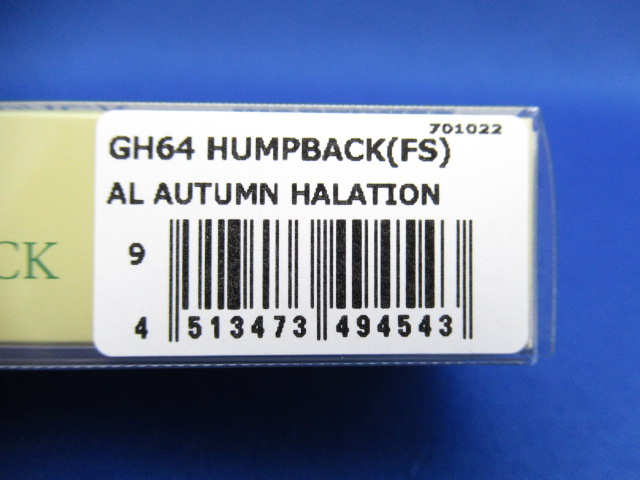 701022
GH64 HUMPBACK(FS)
AL AUTUMN HALATION
9
4 513473 494543
CK